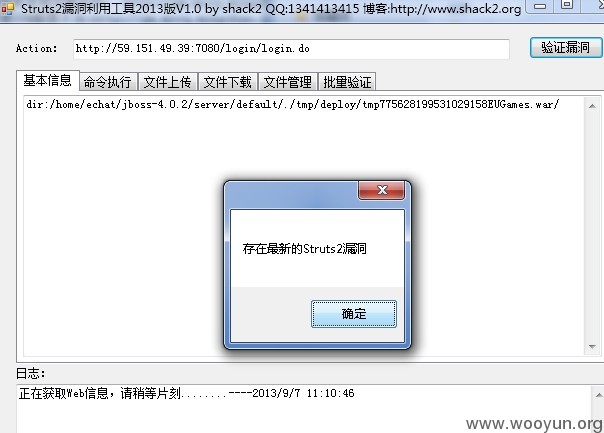 Struts2漏洞利用工具2013版V1.0 by shack2 QQ:1341413415 博客:http://www.shack2.org
Action: http://59.151.49.39:7080/login/login.do 验证漏洞
基本信息 命令执行 文件上传 文件下载 文件管理 批量验证
dir:/home/echat/jboss-4.0.2/server/default/./tmp/deploy/tmp775628199531029158EUGames.war/
存在最新的Struts2漏洞
确定
日志:
正在获取Web信息，请稍等片刻........----2013/9/7 11:10:46
www.wooyun.org